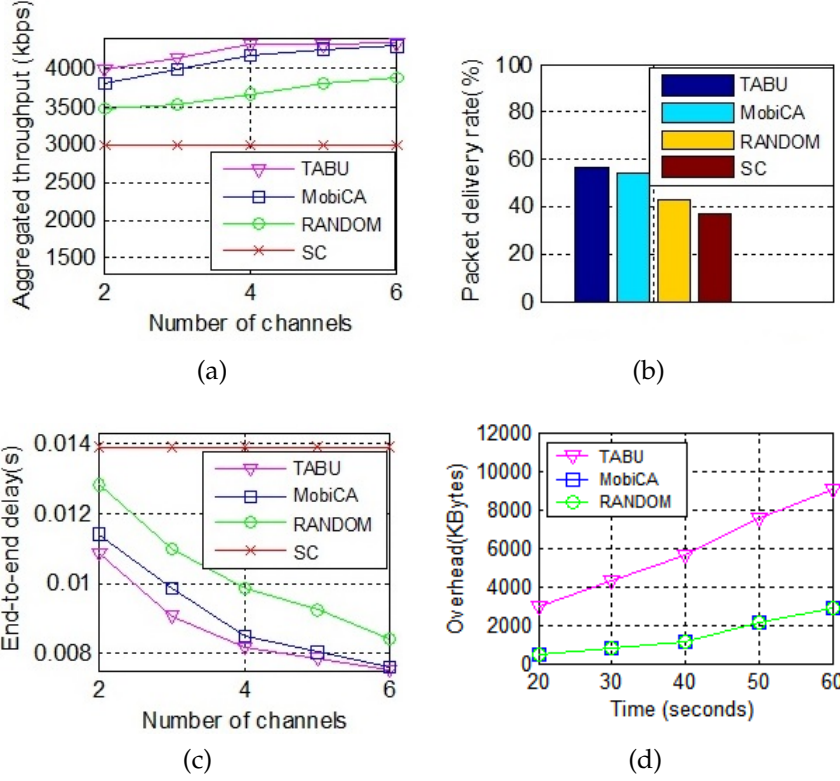 Aggregated throughput (kbps)
4000
3500
3000
2500
2000
1500
2 4 6
Number of channels
TABU
MobiCA
RANDOM
SC
(a)
Packet delivery rate(%)
100
80
60
40
20
0
TABU
MobiCA
RANDOM
SC
(b)
End-to-end delay(s)
0.014
0.012
0.01
0.008
2 4 6
Number of channels
TABU
MobiCA
RANDOM
SC
(c)
Overhead(KBytes)
12000
10000
8000
6000
4000
2000
0
20 30 40 50 60
Time (seconds)
TABU
MobiCA
RANDOM
(d)